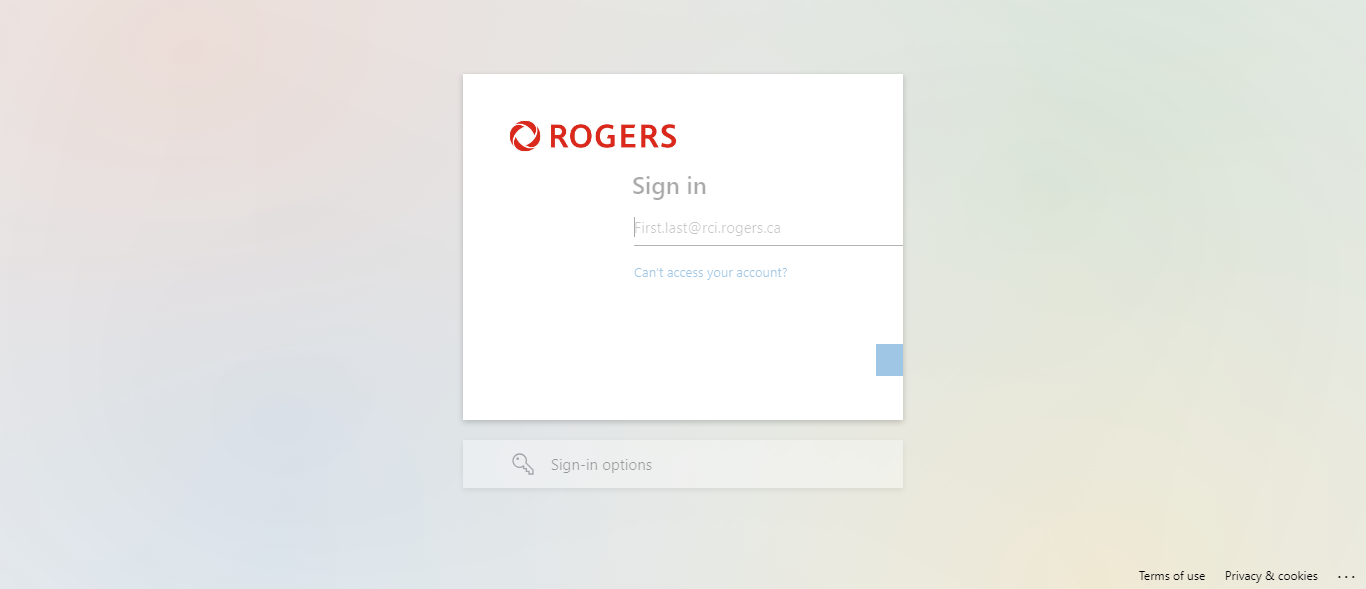 ROGERS
Sign in
First.last@rci.rogers.ca
Can't access your account?
Sign-in options
Terms of use Privacy & cookies ...